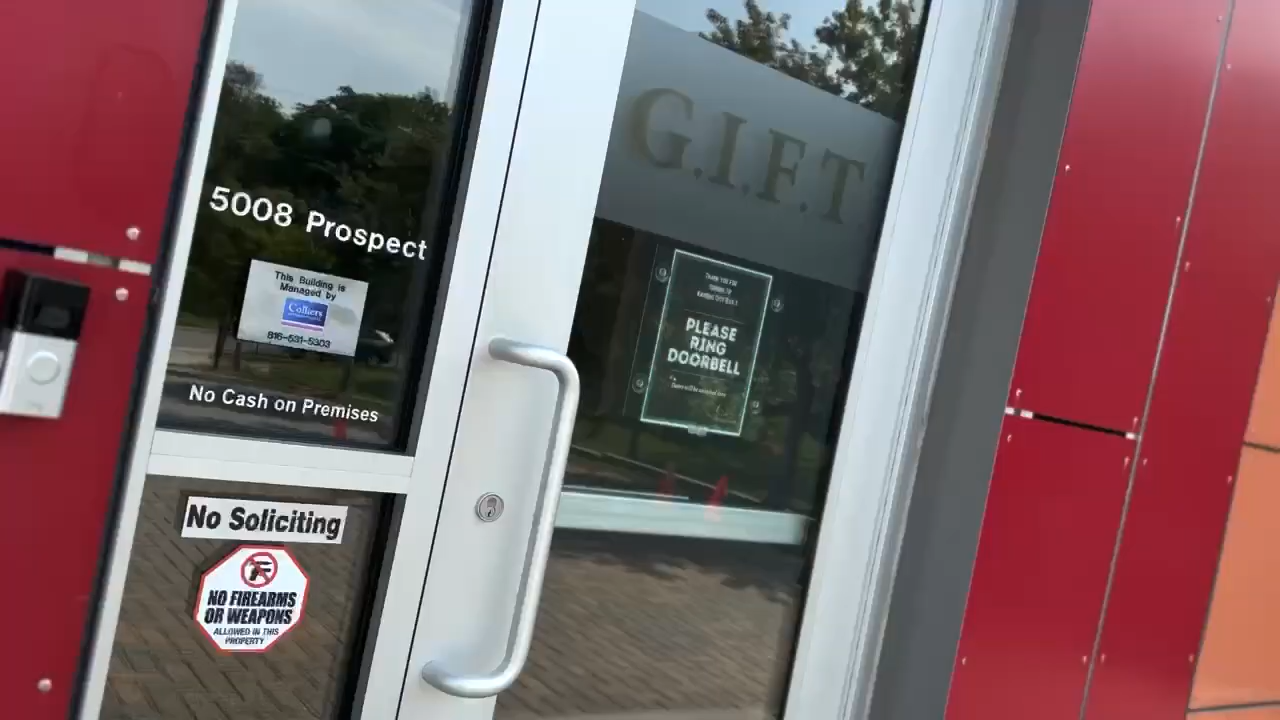 G.I.F.T
5008 Prospect
This Building is
Managed by
Colliers
816-531-5303
No Cash on Premises
PLEASE
RING
DOORBELL
No Soliciting
NO FIREARMS
OR WEAPONS
ALLOWED IN THIS
PROPERTY